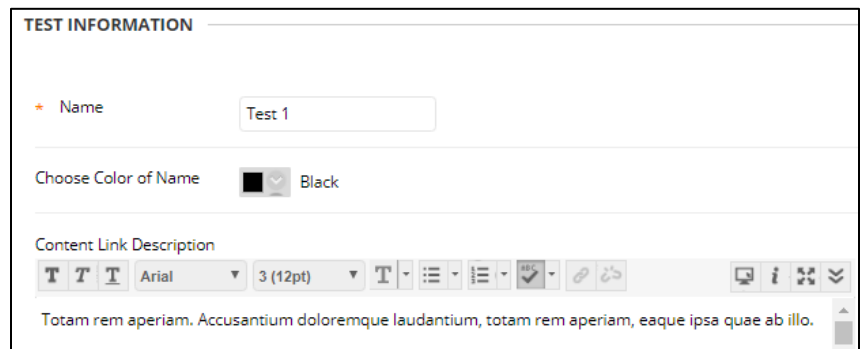 TEST INFORMATION
* Name
Test 1
Choose Color of Name
Black
Content Link Description
T T T Arial 3 (12pt) T ABC i
Totam rem aperiam. Accusantium doloremque laudantium, totam rem aperiam, eaque ipsa quae ab illo.